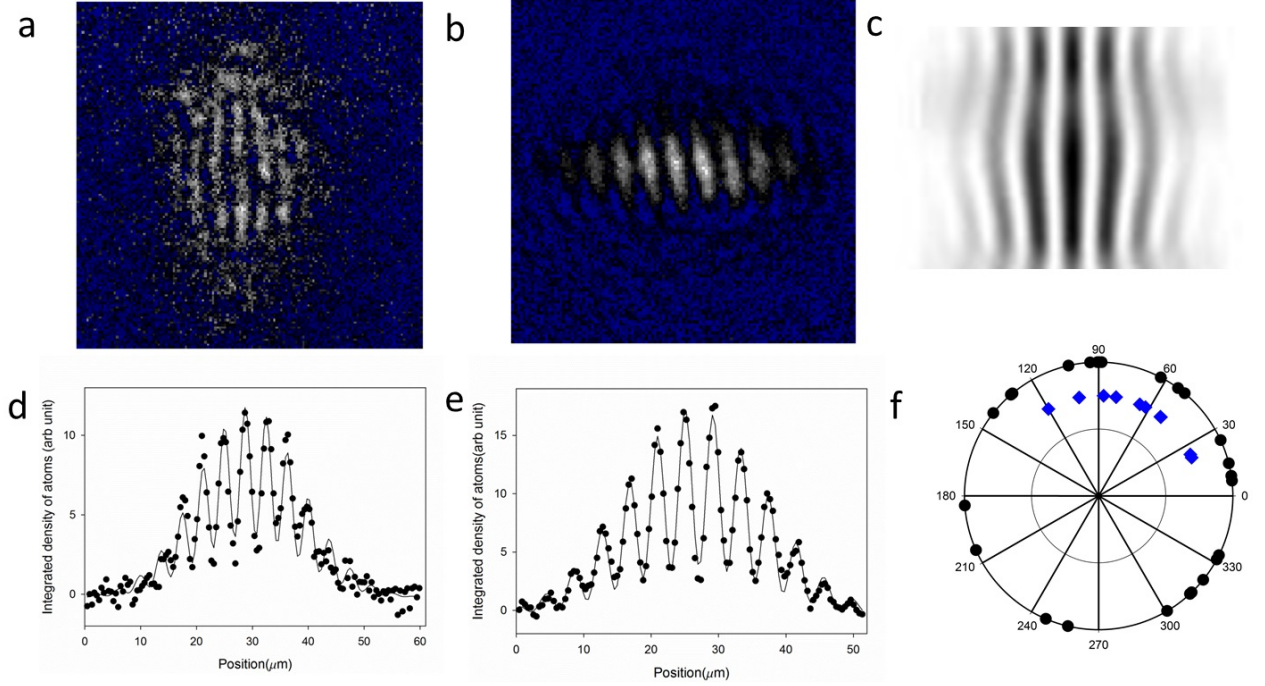 a
b
c
d
Integrated density of atoms (arb unit)
10
5
0
0 10 20 30 40 50 60
Position(μm)
e
Integrated density of atoms(arb unit)
15
10
5
0
0 10 20 30 40 50
Position(μm)
f
90
120 60
150 30
180 0
210 330
240 300
270